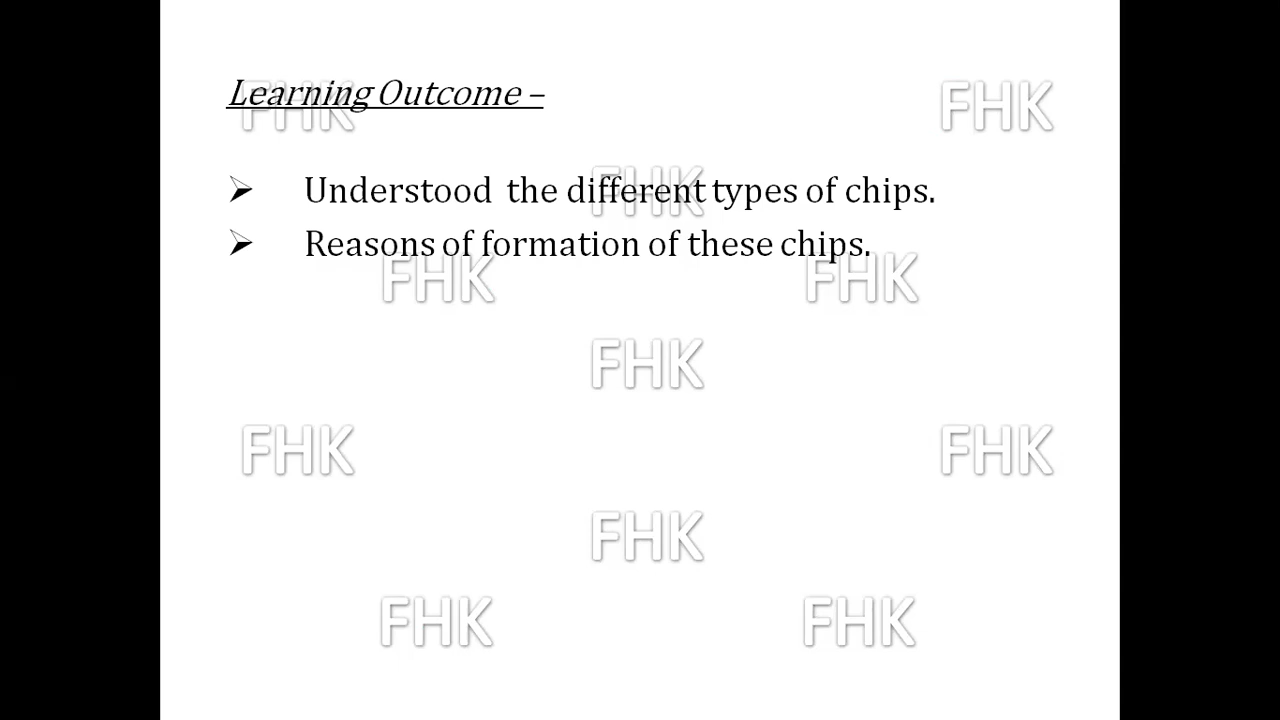 Learning Outcome –
FHK
FHK
Understood the different types of chips.
FHK
Reasons of formation of these chips.
FHK
FHK
FHK
FHK
FHK
FHK
FHK
FHK